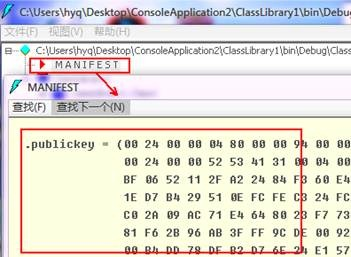 C:\Users\hyq\Desktop\ConsoleApplication2\ClassLibrary1\bin\
文件(F) 视图(V) 帮助(H)
C:\Users\hyq\Desktop\ConsoleApplication2\ClassLibrary1\bin\Debug\Class
MANIFEST
MANIFEST
查找(F) 查找下一个(N)
.publickey = (00 24 00 00 04 80 00 00 94 00 00
00 24 00 00 52 53 41 31 00 04 00
BF 06 52 11 2F A2 24 84 F3 60 E4
1E D7 B4 29 51 0E FC FE C3 24 FC
C0 2A 09 AC 71 E4 64 80 23 F7 73
81 F6 2B 96 AB 3F FF 9C DE 00 92
00 B4 DD 78 DF B2 D7 6E 24 E1 57